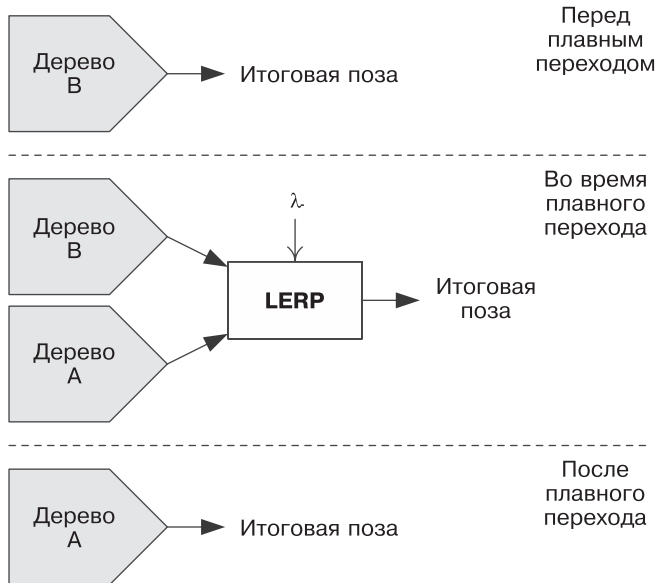 Перед
плавным
переходом
Дерево
B
Итоговая поза
Во время
плавного
перехода
Дерево
B
λ
LERP
Итоговая
поза
Дерево
A
После
плавного
перехода
Дерево
A
Итоговая поза